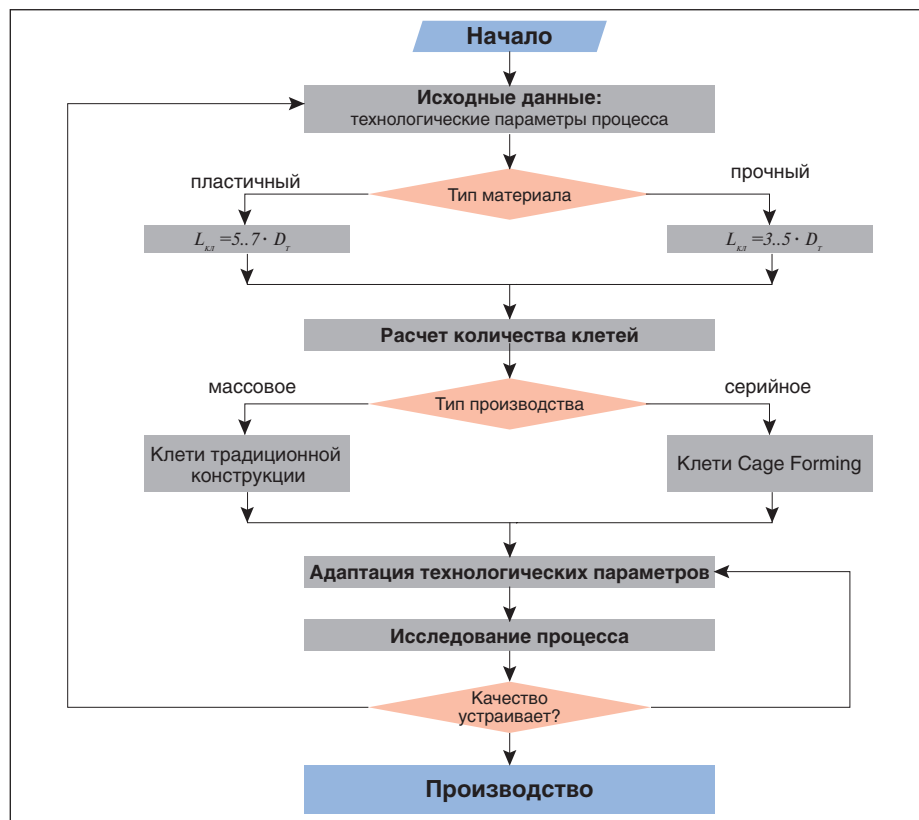 Начало
Исходные данные:
технологические параметры процесса
пластичный
Тип материала
прочный
Lкл =5..7 · Dт
Lкл =3..5 · Dт
Расчет количества клетей
массовое
Тип производства
серийное
Клети традиционной
конструкции
Клети Cage Forming
Адаптация технологических параметров
Исследование процесса
Качество
устраивает?
Производство